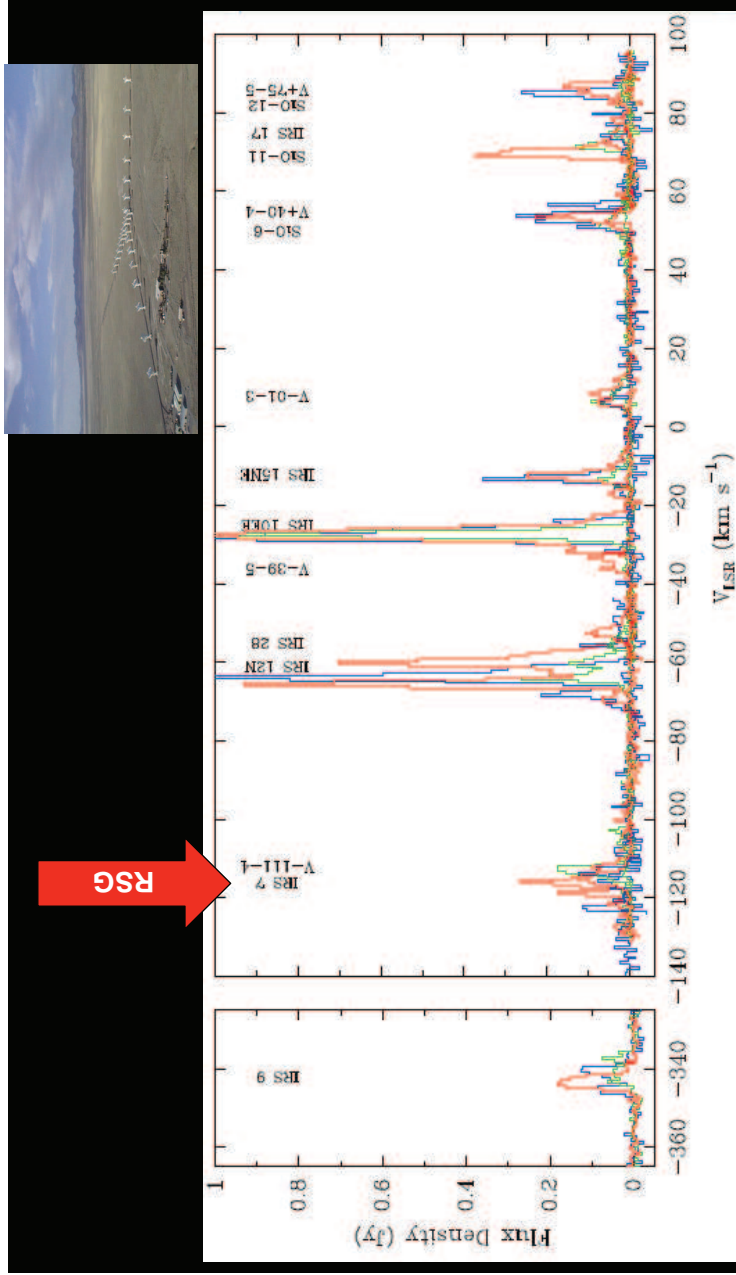 RSG
IRS 9
IRS 7
V-111-4
IRS 12N
IRS 28
V-39-5
IRS 10EE
IRS 15NE
V-01-3
SiO-6
V+40-4
SiO-11
IRS 17
SiO-12
V+75-5
Flux Density (Jy)
1
0.8
0.6
0.4
0.2
0
−360 −340 −140 −120 −100 −80 −60 −40 −20 0 20 40 60 80 100
V_LSR (km s⁻¹)